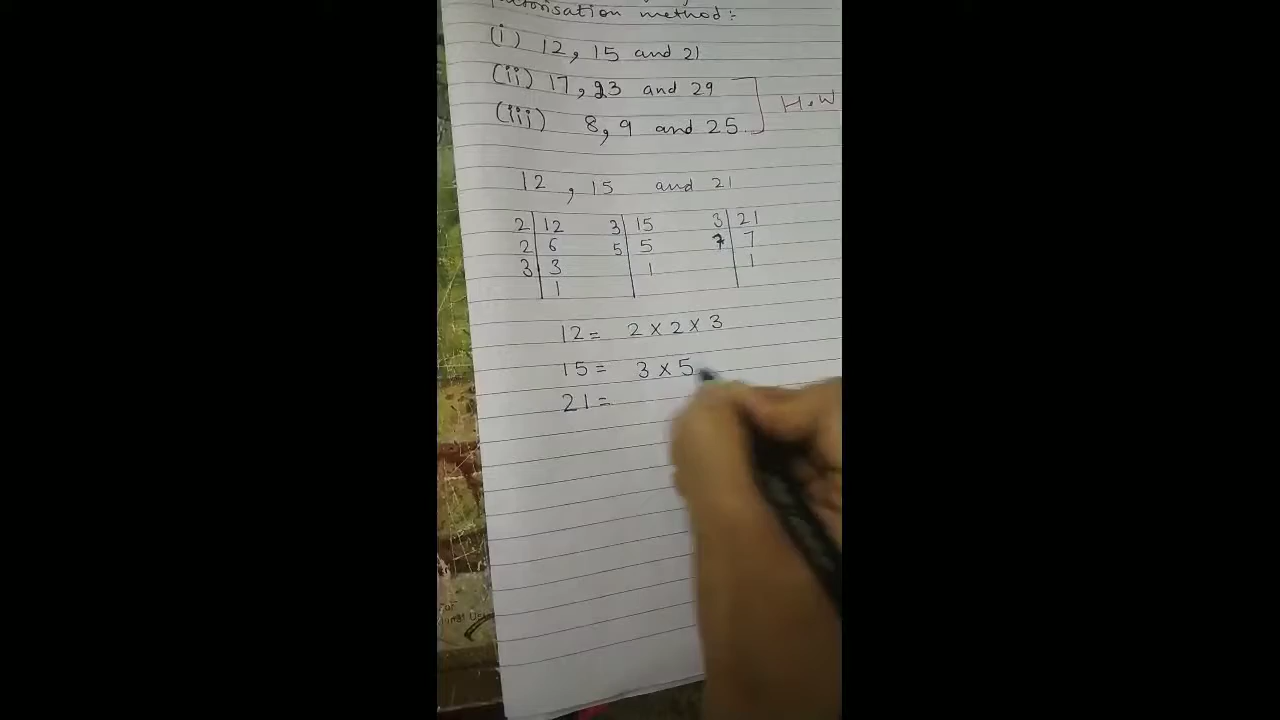 factorisation method:-
(i) 12, 15 and 21
(ii) 17, 23 and 29
(iii) 8, 9 and 25
H.W
12, 15 and 21
2 12 3 15 3 21
2 6 5 5 7 7
3 3 1 1
1
12 = 2 x 2 x 3
15 = 3 x 5
21 =